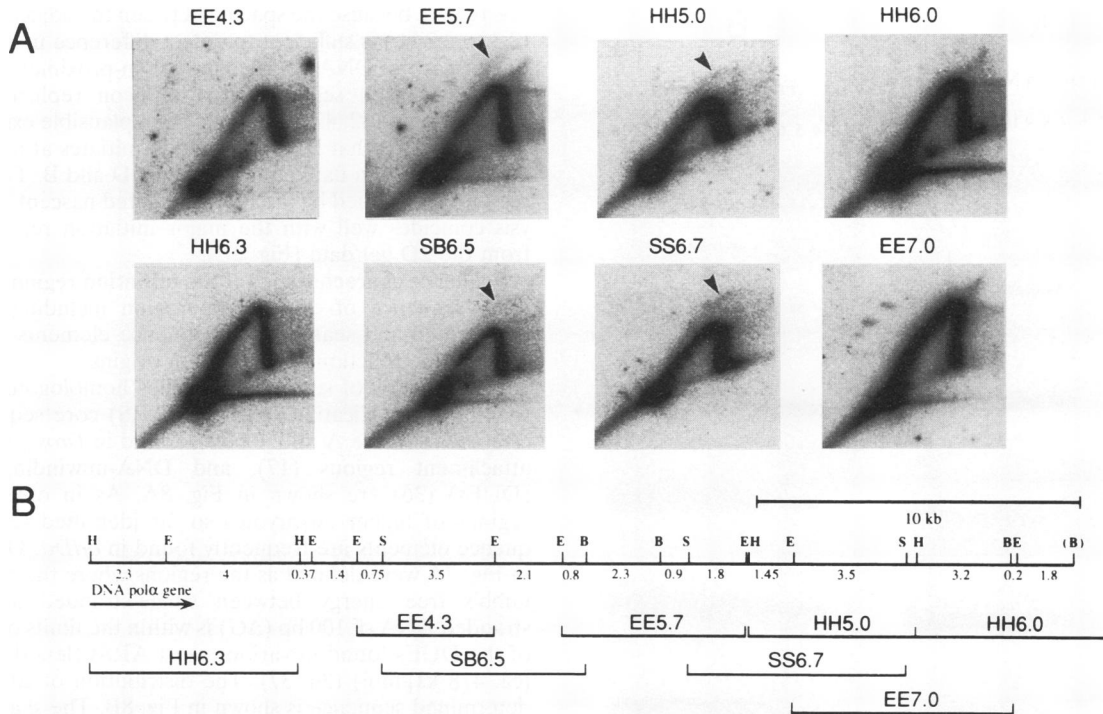 A
EE4.3 EE5.7 HH5.0 HH6.0
HH6.3 SB6.5 SS6.7 EE7.0
B
10 kb
H E HE E S E E B B S EH E S H BE (B)
2.3 4 0.37 1.4 0.75 3.5 2.1 0.8 2.3 0.9 1.8 1.45 3.5 3.2 0.2 1.8
DNA polα gene
EE4.3 EE5.7 HH5.0 HH6.0
HH6.3 SB6.5 SS6.7
EE7.0